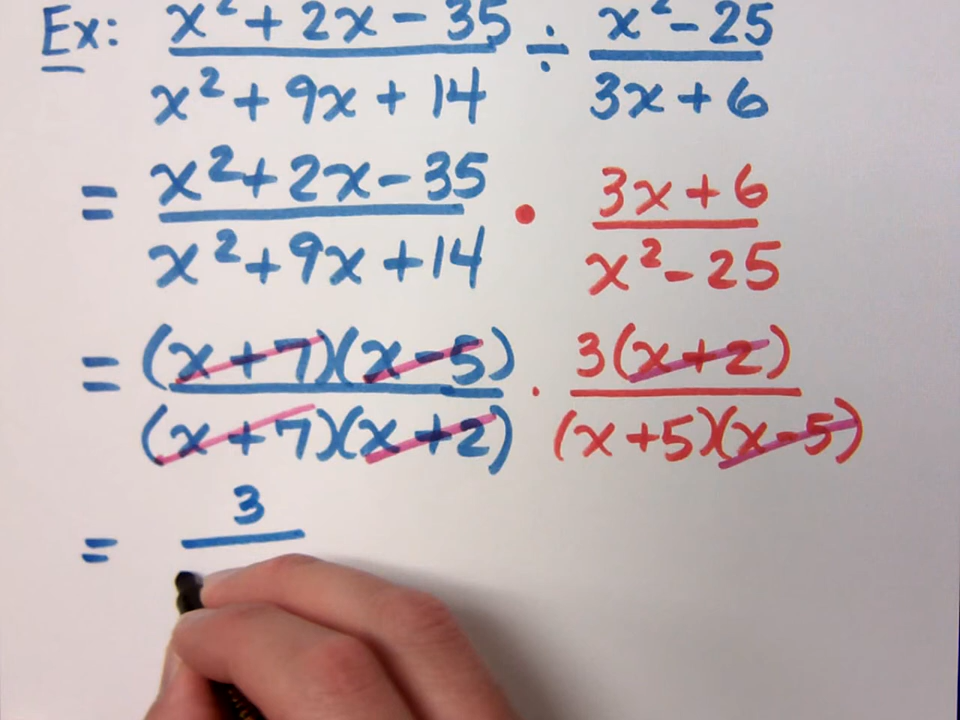 Ex: x² + 2x - 35 / x² + 9x + 14 ÷ x² - 25 / 3x + 6
= x² + 2x - 35 / x² + 9x + 14 · 3x + 6 / x² - 25
= (x + 7)(x - 5) / (x + 7)(x + 2) · 3(x + 2) / (x + 5)(x - 5)
= 3 /